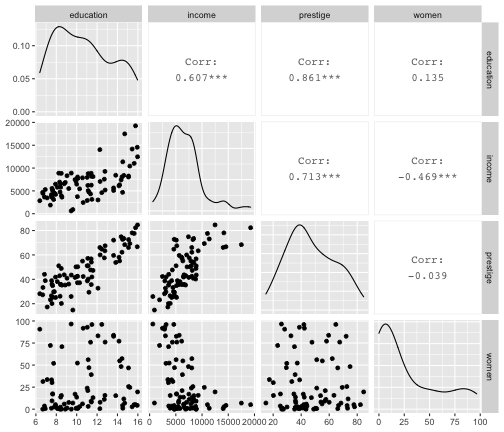 education
income
prestige
women
0.10
0.05
0.00
Corr:
0.607***
Corr:
0.861***
Corr:
0.135
education
20000
15000
10000
5000
0
Corr:
0.713***
Corr:
-0.469***
income
80
60
40
20
Corr:
-0.039
prestige
100
75
50
25
0
women
6 8 10 12 14 16
0 5000 10000 15000 20000
20 40 60 80
0 25 50 75 100